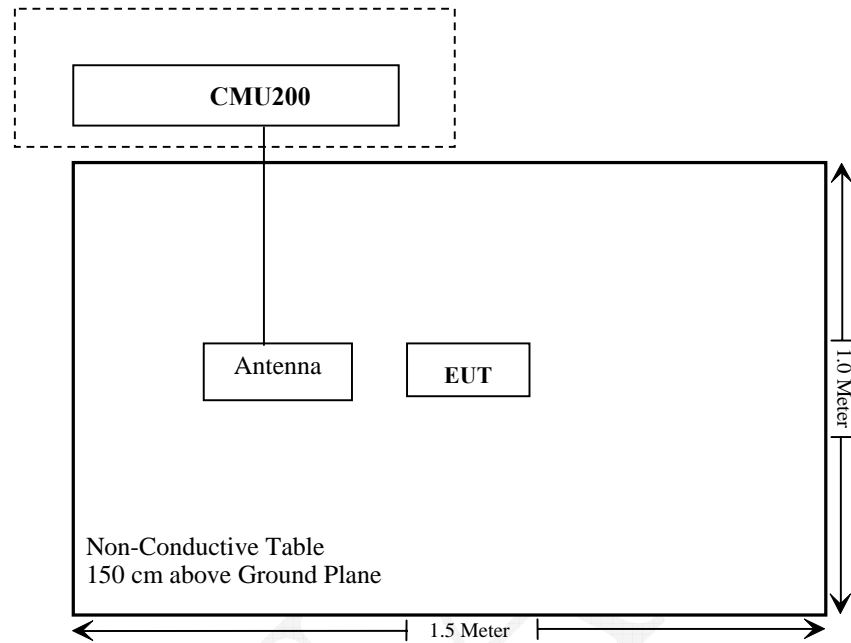 CMU200
Antenna
EUT
1.0 Meter
Non-Conductive Table
150 cm above Ground Plane
1.5 Meter